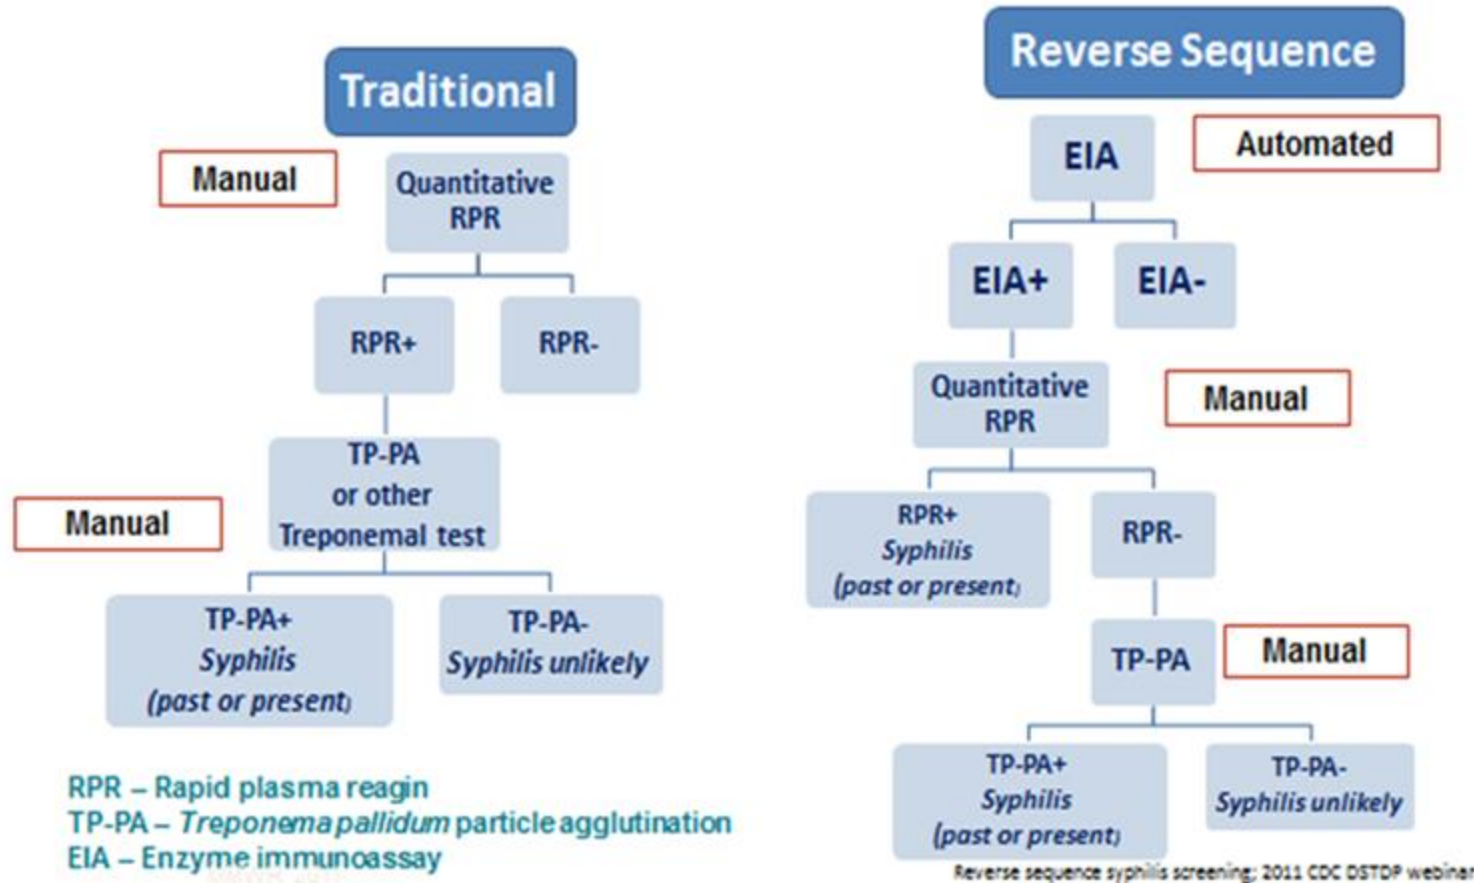 Traditional
Manual
Quantitative
RPR
RPR+
RPR-
TP-PA
or other
Treponemal test
Manual
TP-PA+
Syphilis
(past or present)
TP-PA-
Syphilis unlikely
RPR – Rapid plasma reagin
TP-PA – Treponema pallidum particle agglutination
EIA – Enzyme immunoassay
Reverse Sequence
EIA
Automated
EIA+
EIA-
Quantitative
RPR
Manual
RPR+
Syphilis
(past or present)
RPR-
TP-PA
Manual
TP-PA+
Syphilis
(past or present)
TP-PA-
Syphilis unlikely
Reverse sequence syphilis screening; 2011 CDC DSTDP webinar